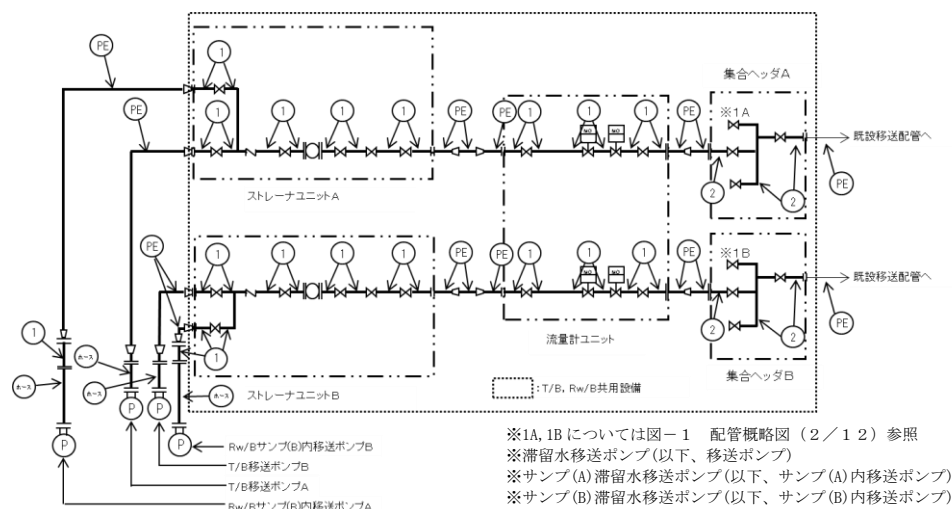 PE
1
集合ヘッダA
※1A
PE
1
1
1
1
PE
PE
1
1
1
PE
既設移送配管へ
ストレーナユニットA
2
2
PE
PE
1
1
1
1
PE
PE
1
1
1
PE
集合ヘッダB
※1B
既設移送配管へ
1
ホース
ホース
ホース
1
ホース
ストレーナユニットB
流量計ユニット
2
2
PE
集合ヘッダB
:T/B, Rw/B共用設備
P
P
P
P
Rw/Bサンプ(B)内移送ポンプB
T/B移送ポンプB
T/B移送ポンプA
Rw/Bサンプ(B)内移送ポンプA
※1A,1Bについては図-1 配管概略図(2/12)参照
※滞留水移送ポンプ(以下、移送ポンプ)
※サンプ(A)滞留水移送ポンプ(以下、サンプ(A)内移送ポンプ)
※サンプ(B)滞留水移送ポンプ(以下、サンプ(B)内移送ポンプ)